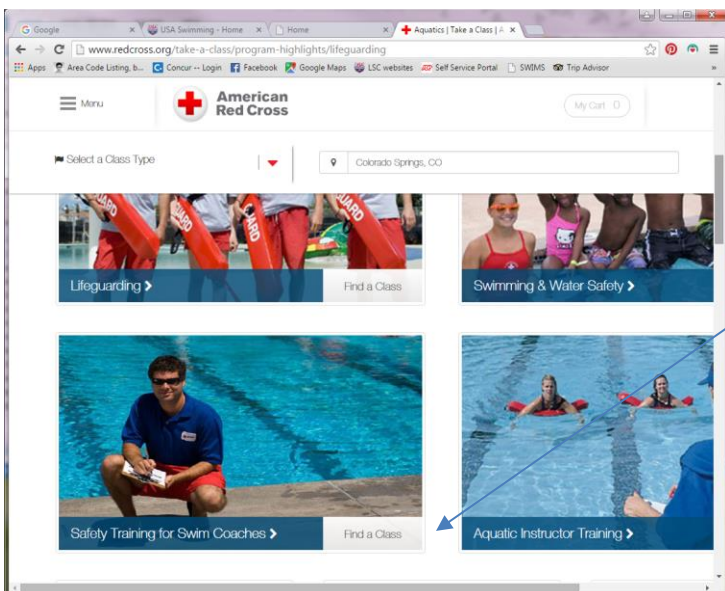 Google
USA Swimming - Home
Home
Aquatics | Take a Class | A
www.redcross.org/take-a-class/program-highlights/lifeguarding
Apps
Area Code Listing, b...
Concur -- Login
Facebook
Google Maps
LSC websites
Self Service Portal
SWIMS
Trip Advisor
Menu
American
Red Cross
My Cart 0
Select a Class Type
Colorado Springs, CO
GUARD
GUARD
Lifeguarding
Find a Class
Swimming & Water Safety
Safety Training for Swim Coaches
Find a Class
Aquatic Instructor Training